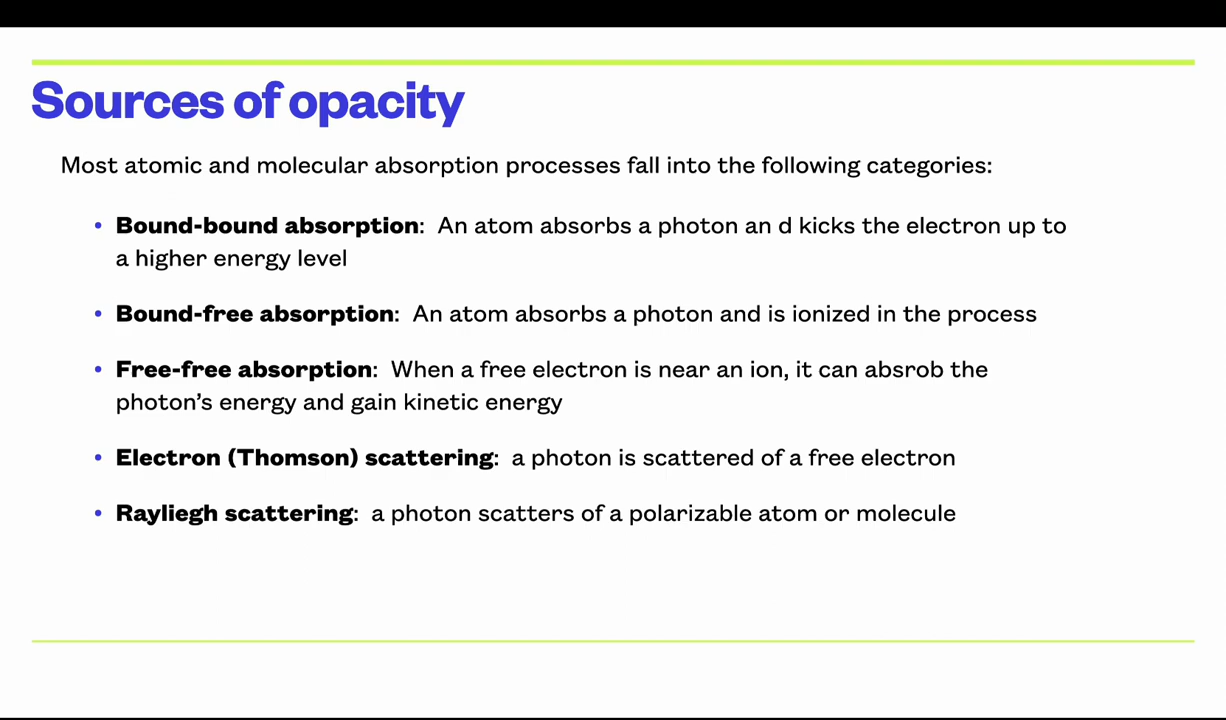 Sources of opacity
Most atomic and molecular absorption processes fall into the following categories:
• Bound-bound absorption: An atom absorbs a photon an d kicks the electron up to
a higher energy level
• Bound-free absorption: An atom absorbs a photon and is ionized in the process
• Free-free absorption: When a free electron is near an ion, it can absrob the
photon’s energy and gain kinetic energy
• Electron (Thomson) scattering: a photon is scattered of a free electron
• Rayliegh scattering: a photon scatters of a polarizable atom or molecule